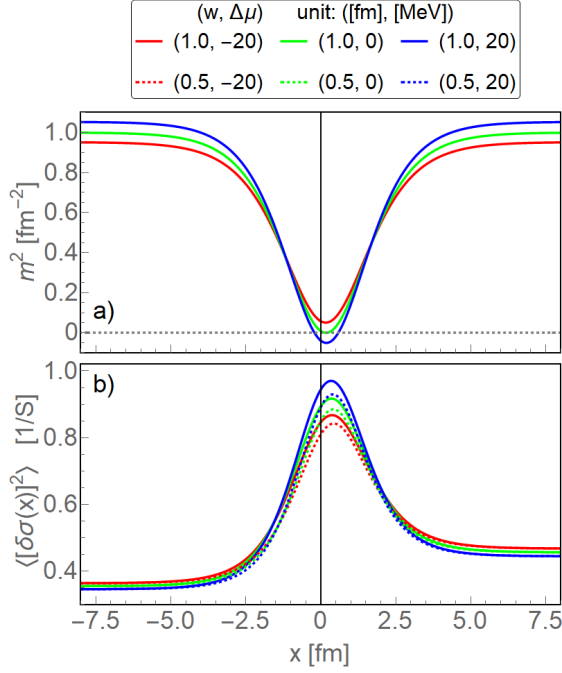 (w, Δμ) unit: ([fm], [MeV])
(1.0, −20) (1.0, 0) (1.0, 20)
(0.5, −20) (0.5, 0) (0.5, 20)
1.0
0.8
0.6
0.4
0.2
0
m² [fm⁻²]
a)
1.0
0.8
0.6
0.4
⟨[δσ(x)]²⟩ [1/S]
b)
−7.5 −5.0 −2.5 0 2.5 5.0 7.5
x [fm]